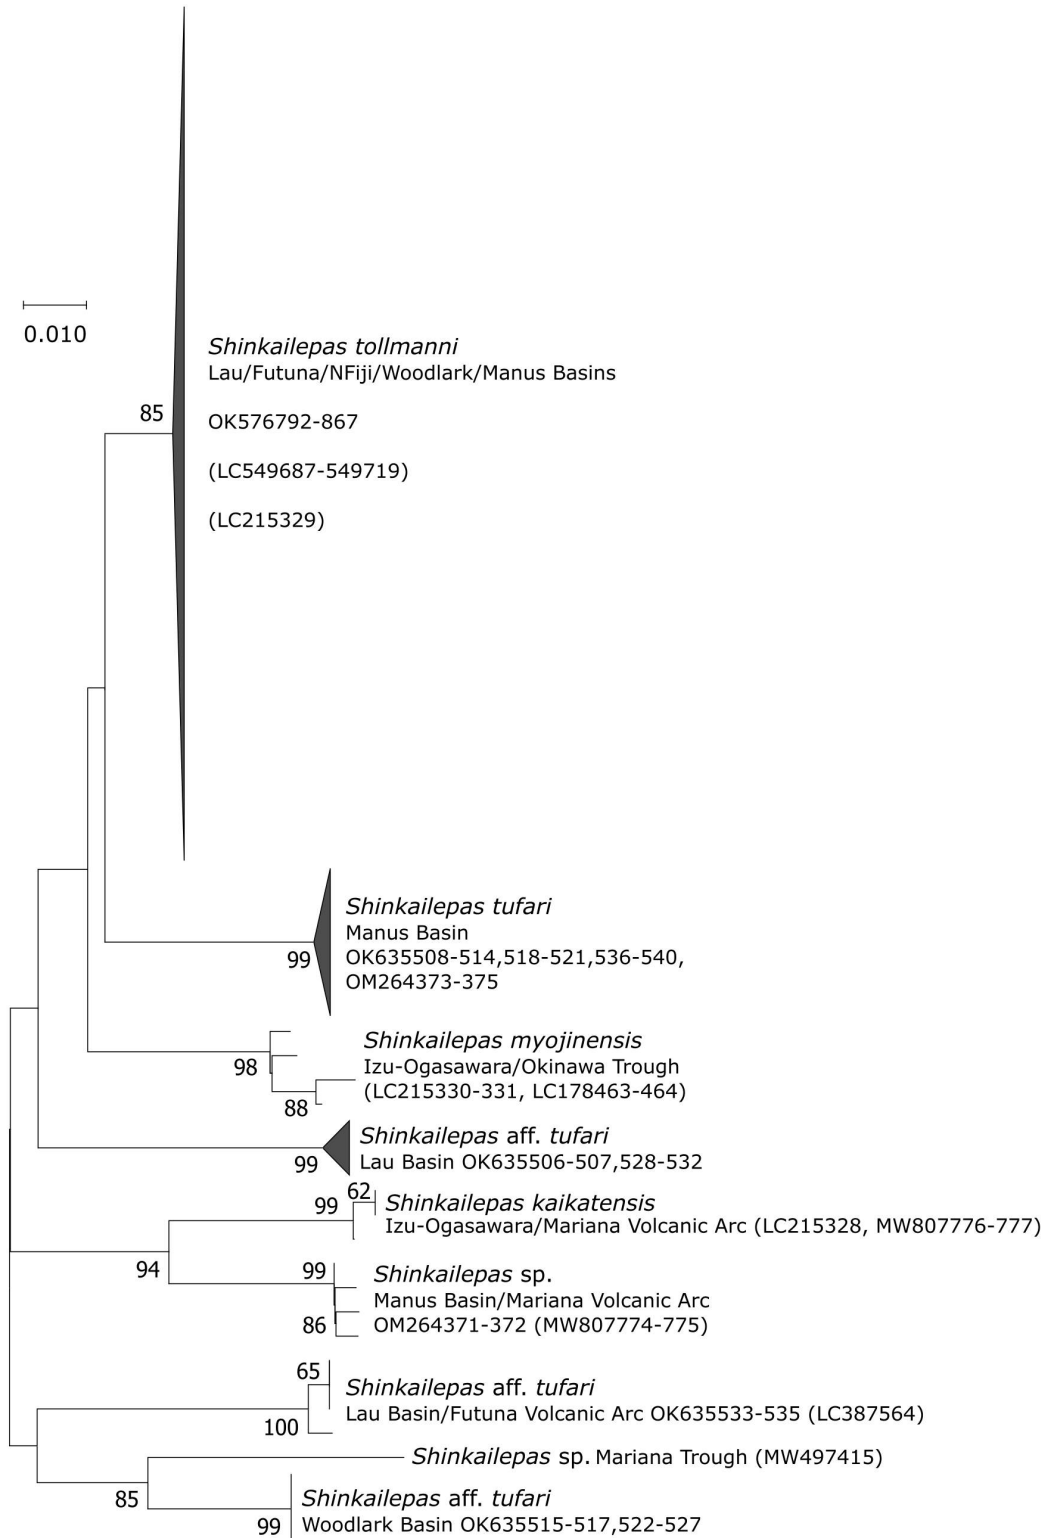 0.010
Shinkailepas tollmanni
Lau/Futuna/NFiji/Woodlark/Manus Basins
85
OK576792-867
(LC549687-549719)
(LC215329)
Shinkailepas tufari
Manus Basin
99
OK635508-514,518-521,536-540,
OM264373-375
Shinkailepas myojinensis
98
Izu-Ogasawara/Okinawa Trough
(LC215330-331, LC178463-464)
88
Shinkailepas aff. tufari
99
Lau Basin OK635506-507,528-532
62
99
Shinkailepas kaikatensis
Izu-Ogasawara/Mariana Volcanic Arc (LC215328, MW807776-777)
94
99
Shinkailepas sp.
Manus Basin/Mariana Volcanic Arc
86
OM264371-372 (MW807774-775)
65
Shinkailepas aff. tufari
Lau Basin/Futuna Volcanic Arc OK635533-535 (LC387564)
100
Shinkailepas sp. Mariana Trough (MW497415)
85
Shinkailepas aff. tufari
99
Woodlark Basin OK635515-517,522-527